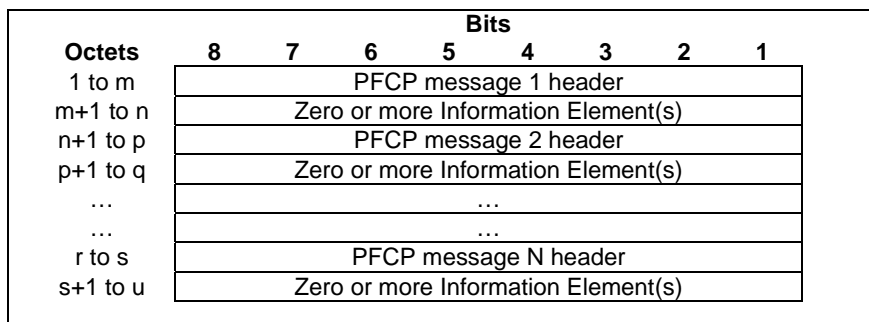 Bits
Octets 8 7 6 5 4 3 2 1
1 to m PFCP message 1 header
m+1 to n Zero or more Information Element(s)
n+1 to p PFCP message 2 header
p+1 to q Zero or more Information Element(s)
… …
… …
r to s PFCP message N header
s+1 to u Zero or more Information Element(s)